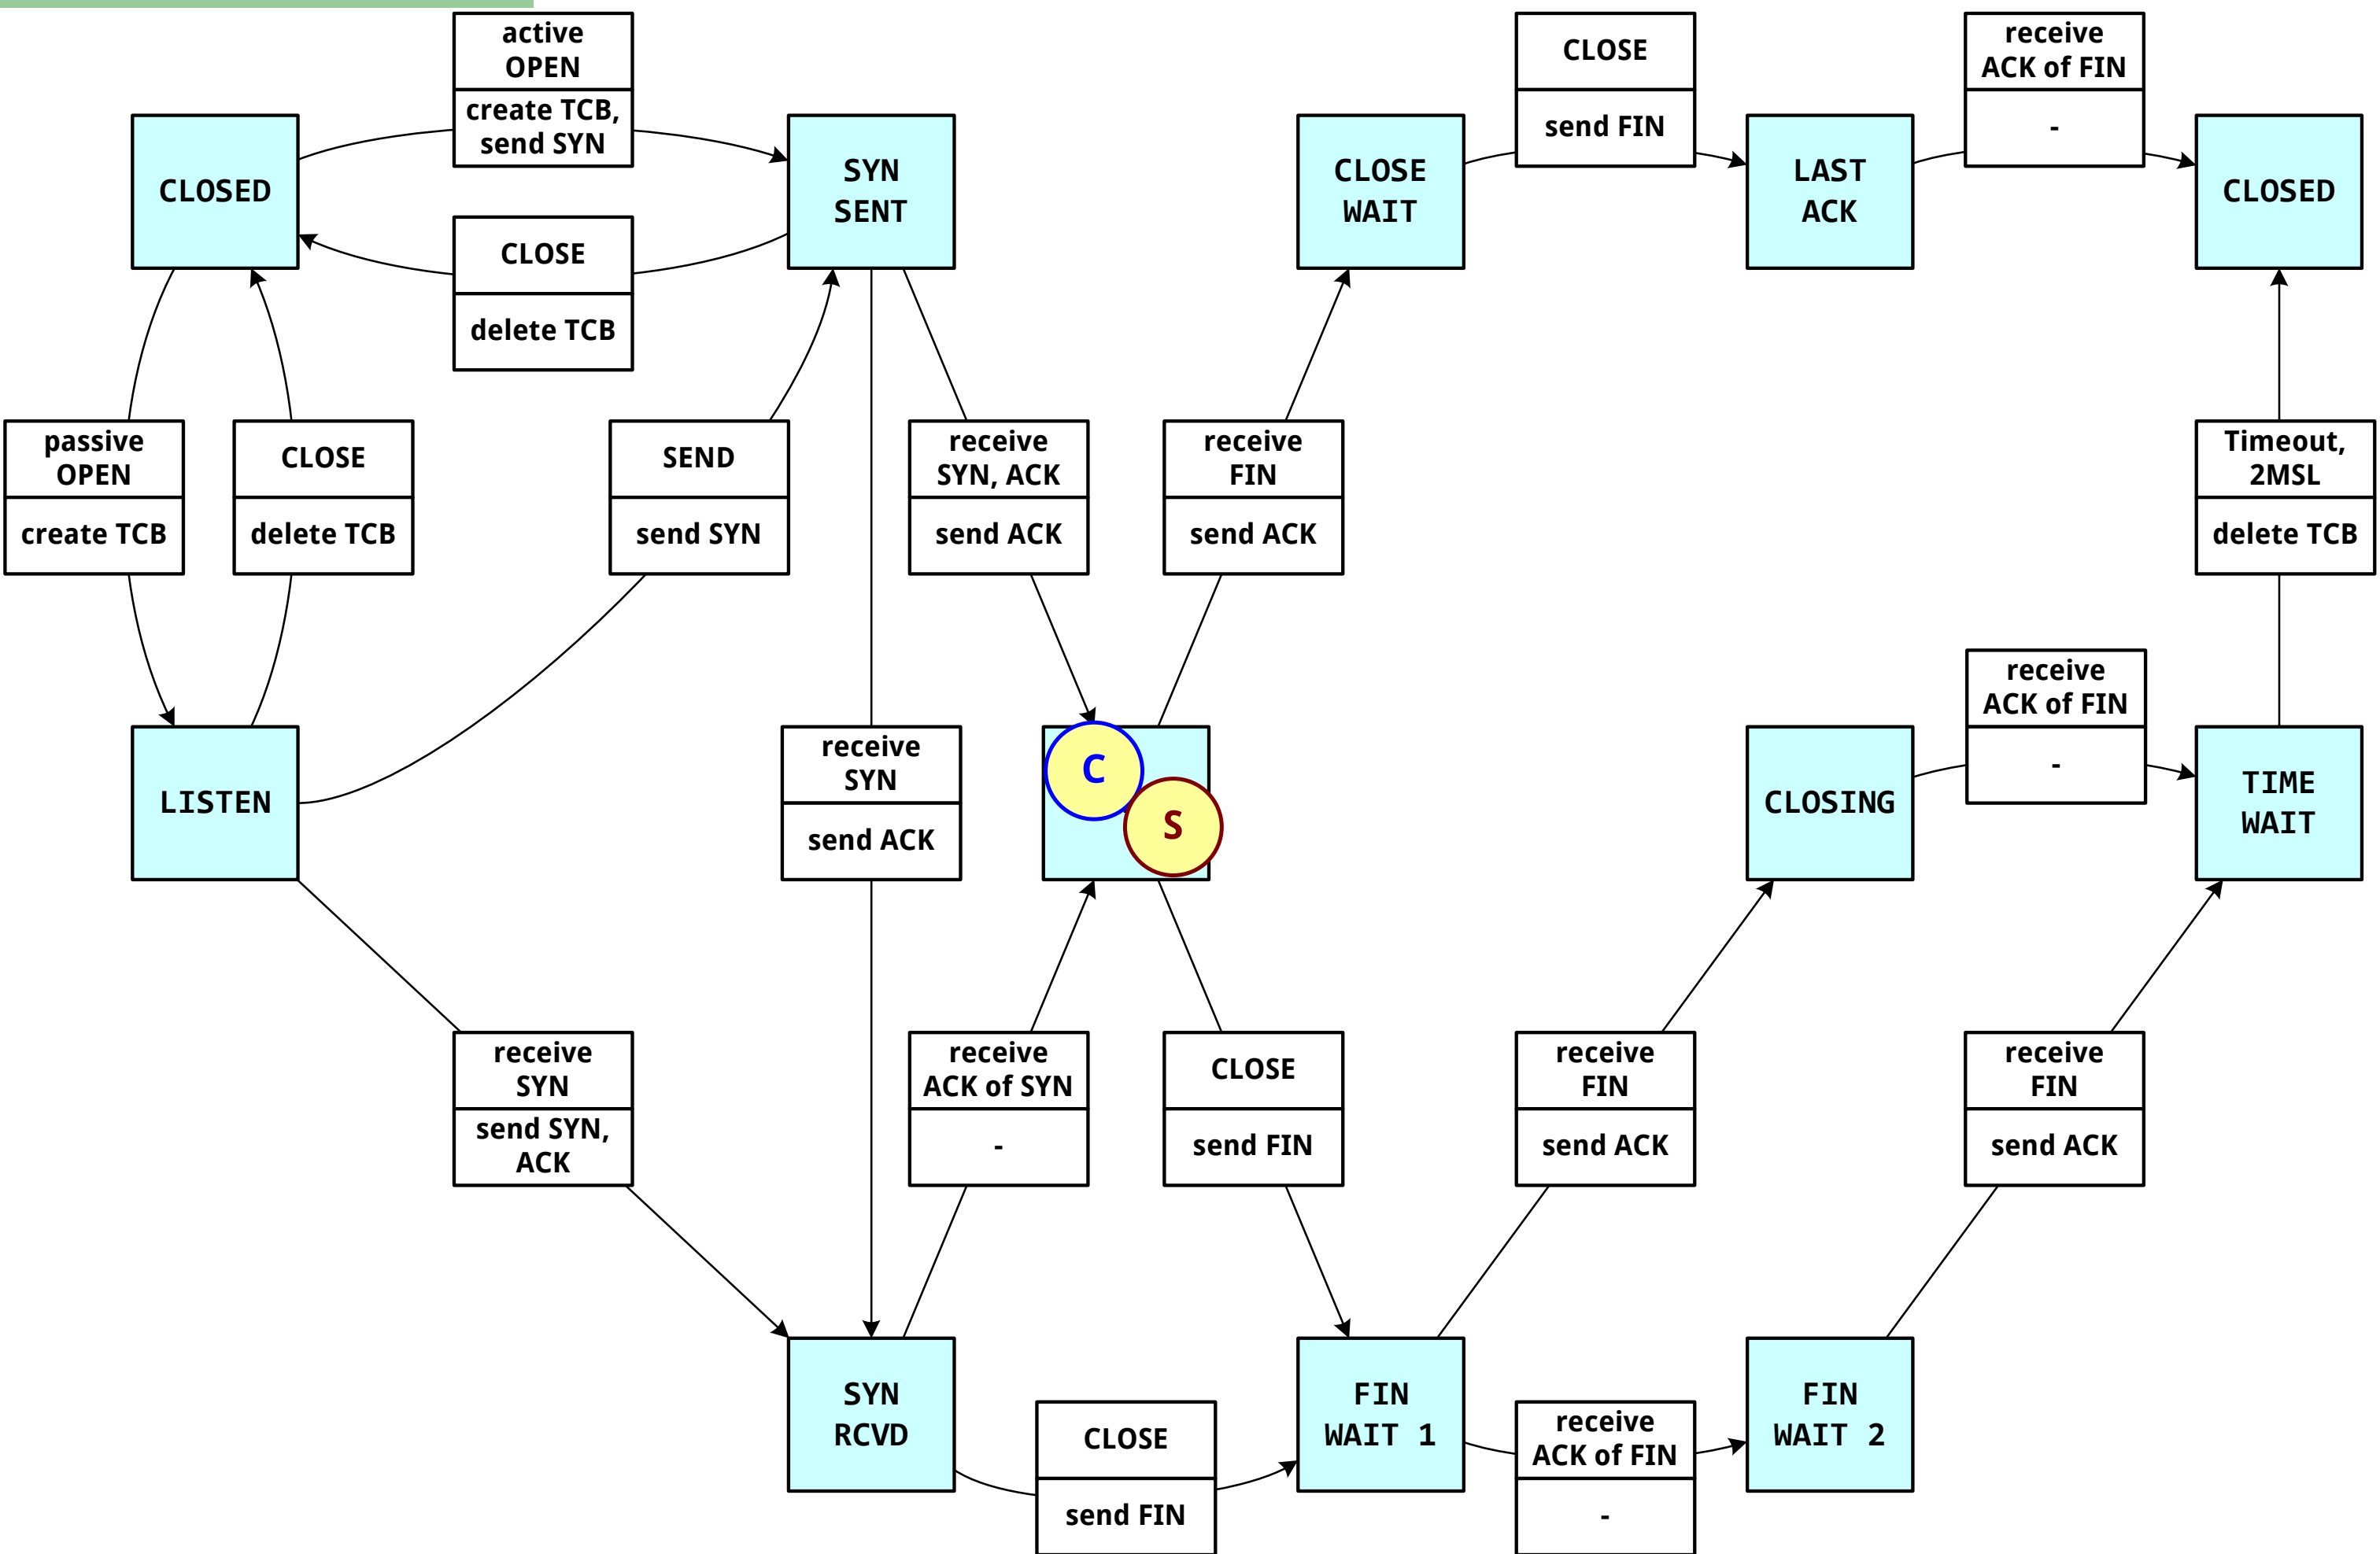 active
OPEN
create TCB,
send SYN
CLOSE
send FIN
receive
ACK of FIN
-
CLOSED
SYN
SENT
CLOSE
WAIT
LAST
ACK
CLOSED
CLOSE
delete TCB
passive
OPEN
create TCB
CLOSE
delete TCB
SEND
send SYN
receive
SYN, ACK
send ACK
receive
FIN
send ACK
Timeout,
2MSL
delete TCB
LISTEN
receive
SYN
send ACK
C
S
CLOSING
receive
ACK of FIN
-
TIME
WAIT
receive
SYN
send SYN,
ACK
receive
ACK of SYN
-
CLOSE
send FIN
receive
FIN
send ACK
receive
FIN
send ACK
SYN
RCVD
CLOSE
send FIN
FIN
WAIT 1
receive
ACK of FIN
-
FIN
WAIT 2